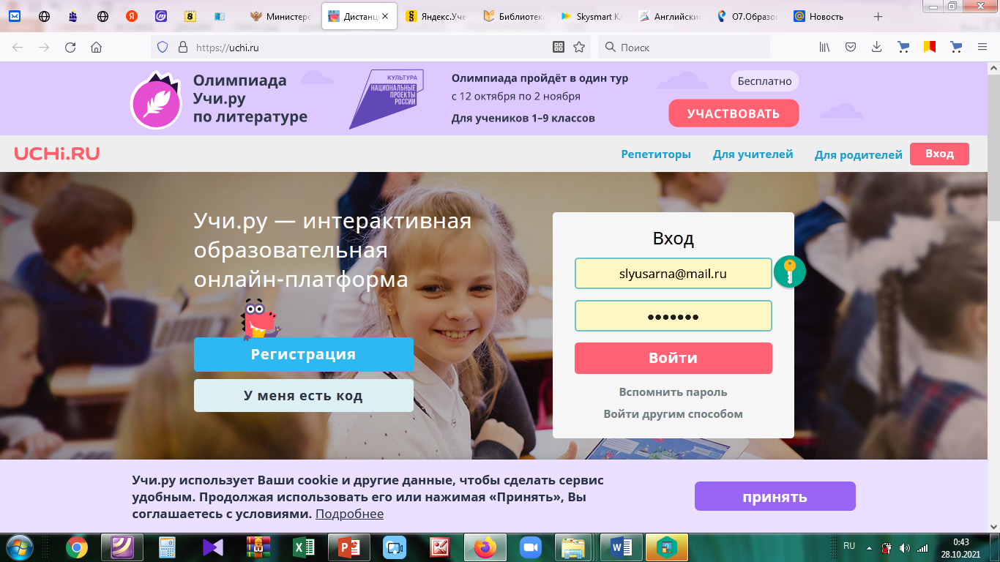 Министерс
Дистанц
Яндекс.Уче
Библиотека
Skysmart Кл
Английский
О7.Образо
Новость
https://uchi.ru
Поиск
Олимпиада
Учи.ру
по литературе
КУЛЬТУРА
НАЦИОНАЛЬНЫЕ
ПРОЕКТЫ
РОССИИ
Олимпиада пройдёт в один тур
с 12 октября по 2 ноября
Для учеников 1–9 классов
Бесплатно
УЧАСТВОВАТЬ
UCHi.RU
Репетиторы
Для учителей
Для родителей
Вход
Учи.ру — интерактивная
образовательная
онлайн-платформа
Регистрация
У меня есть код
Вход
slyusarna@mail.ru
Войти
Вспомнить пароль
Войти другим способом
Учи.ру использует Ваши cookie и другие данные, чтобы сделать сервис
удобным. Продолжая использовать его или нажимая «Принять», Вы
соглашаетесь с условиями. Подробнее
принять
RU
0:43
28.10.2021